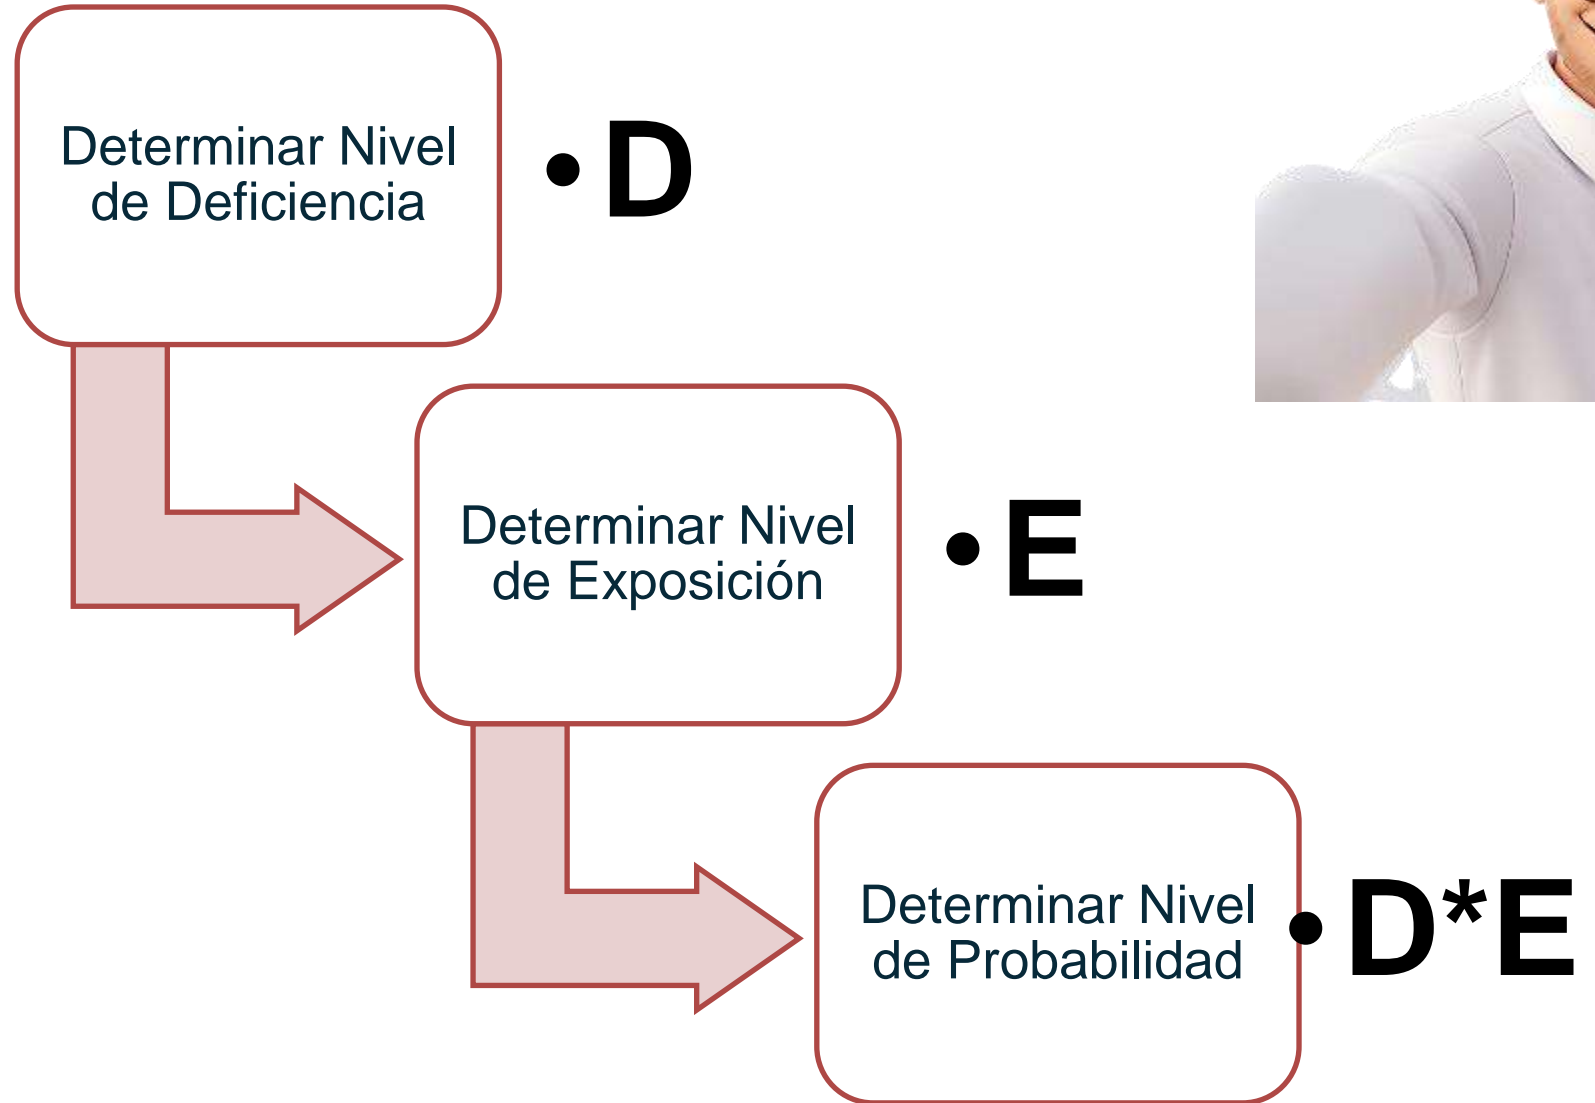 Determinar Nivel
de Deficiencia
• D
Determinar Nivel
de Exposición
• E
Determinar Nivel
de Probabilidad
• D*E